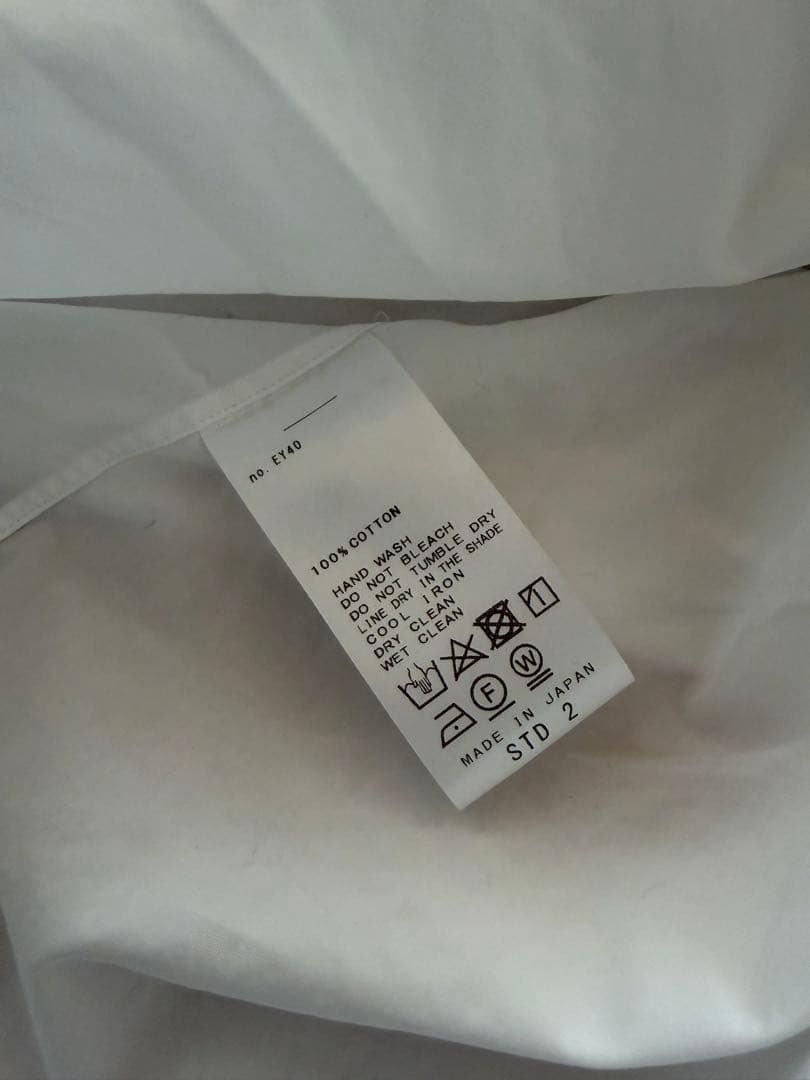 no. EY40
100% COTTON
HAND WASH
DO NOT BLEACH
DO NOT TUMBLE DRY
LINE DRY IN THE SHADE
COOL IRON
DRY CLEAN
WET CLEAN
F W
MADE IN JAPAN
STD 2